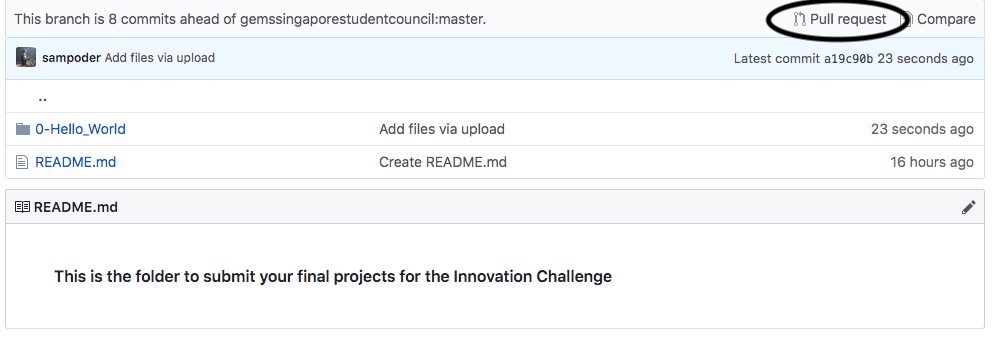 This branch is 8 commits ahead of gemssingaporestudentcouncil:master. Pull request Compare
sampoder Add files via upload Latest commit a19c90b 23 seconds ago
..
0-Hello_World Add files via upload 23 seconds ago
README.md Create README.md 16 hours ago
README.md
This is the folder to submit your final projects for the Innovation Challenge